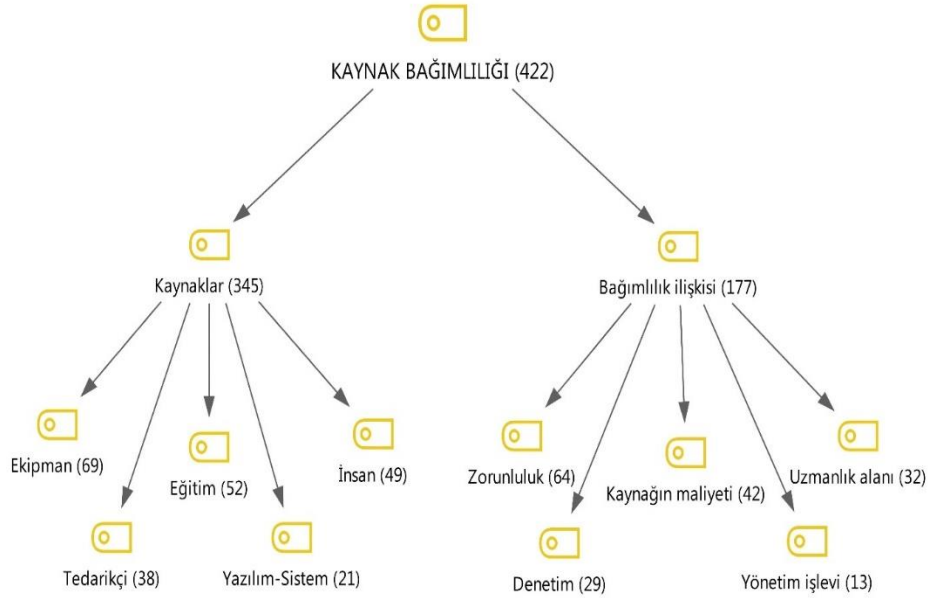 KAYNAK BAĞIMLILIĞI (422)
Kaynaklar (345)
Bağımlılık ilişkisi (177)
Ekipman (69)
Eğitim (52)
İnsan (49)
Zorunluluk (64)
Kaynağın maliyeti (42)
Uzmanlık alanı (32)
Tedarikçi (38)
Yazılım-Sistem (21)
Denetim (29)
Yönetim işlevi (13)